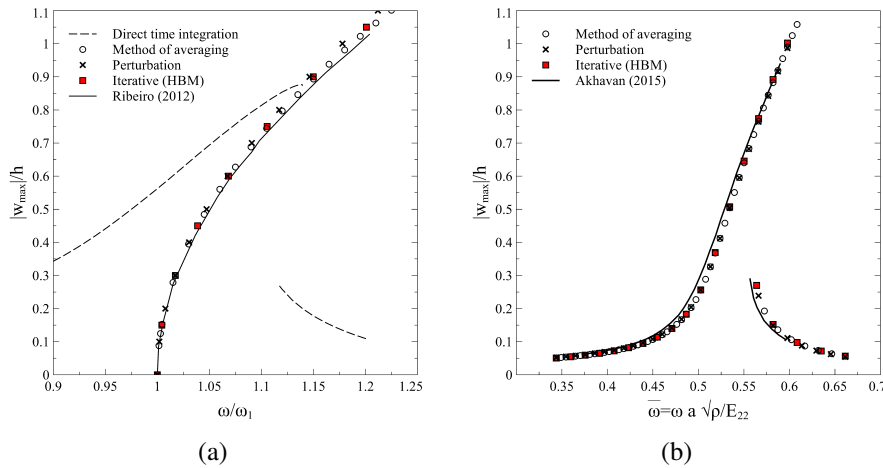 1.1
1
0.9
0.8
0.7
0.6
0.5
0.4
0.3
0.2
0.1
0
|w_max|/h
Direct time integration
Method of averaging
Perturbation
Iterative (HBM)
Ribeiro (2012)
0.9 0.95 1 1.05 1.1 1.15 1.2 1.25
ω/ω₁
(a)
1.1
1
0.9
0.8
0.7
0.6
0.5
0.4
0.3
0.2
0.1
0
|w_max|/h
Method of averaging
Perturbation
Iterative (HBM)
Akhavan (2015)
0.3 0.35 0.4 0.45 0.5 0.55 0.6 0.65 0.7
ω̅=ω a √ρ/E₂₂
(b)